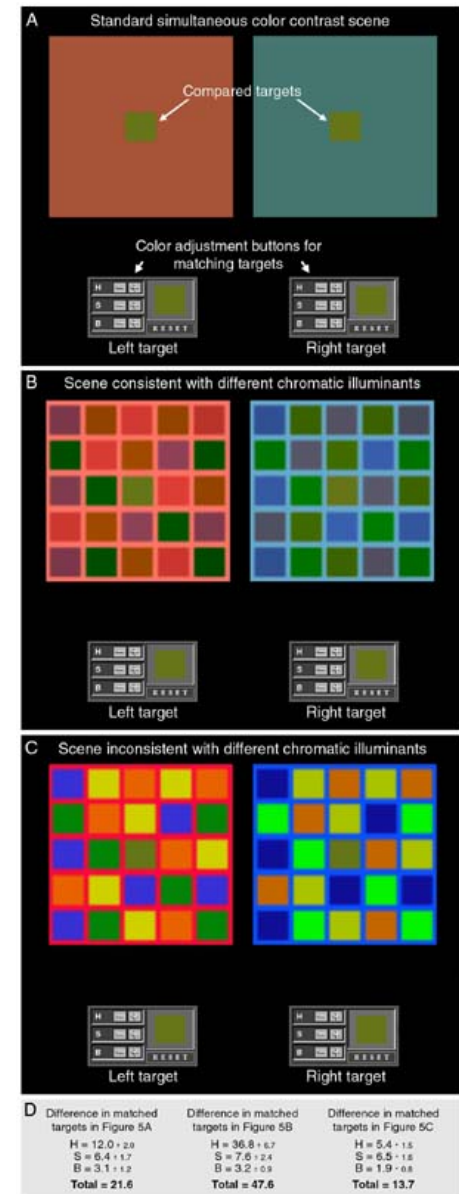 A Standard simultaneous color contrast scene
Compared targets
Color adjustment buttons for
matching targets
H
S
B
RESET
H
S
B
RESET
Left target
Right target
B Scene consistent with different chromatic illuminants
H
S
B
RESET
H
S
B
RESET
Left target
Right target
C Scene inconsistent with different chromatic illuminants
H
S
B
RESET
H
S
B
RESET
Left target
Right target
D
Difference in matched
targets in Figure 5A
H = 12.0 ± 2.0
S = 6.4 ± 1.7
B = 3.1 ± 1.2
Total = 21.6
Difference in matched
targets in Figure 5B
H = 36.8 ± 6.7
S = 7.6 ± 2.4
B = 3.2 ± 0.9
Total = 47.6
Difference in matched
targets in Figure 5C
H = 5.4 ± 1.5
S = 6.5 ± 1.6
B = 1.9 ± 0.8
Total = 13.7